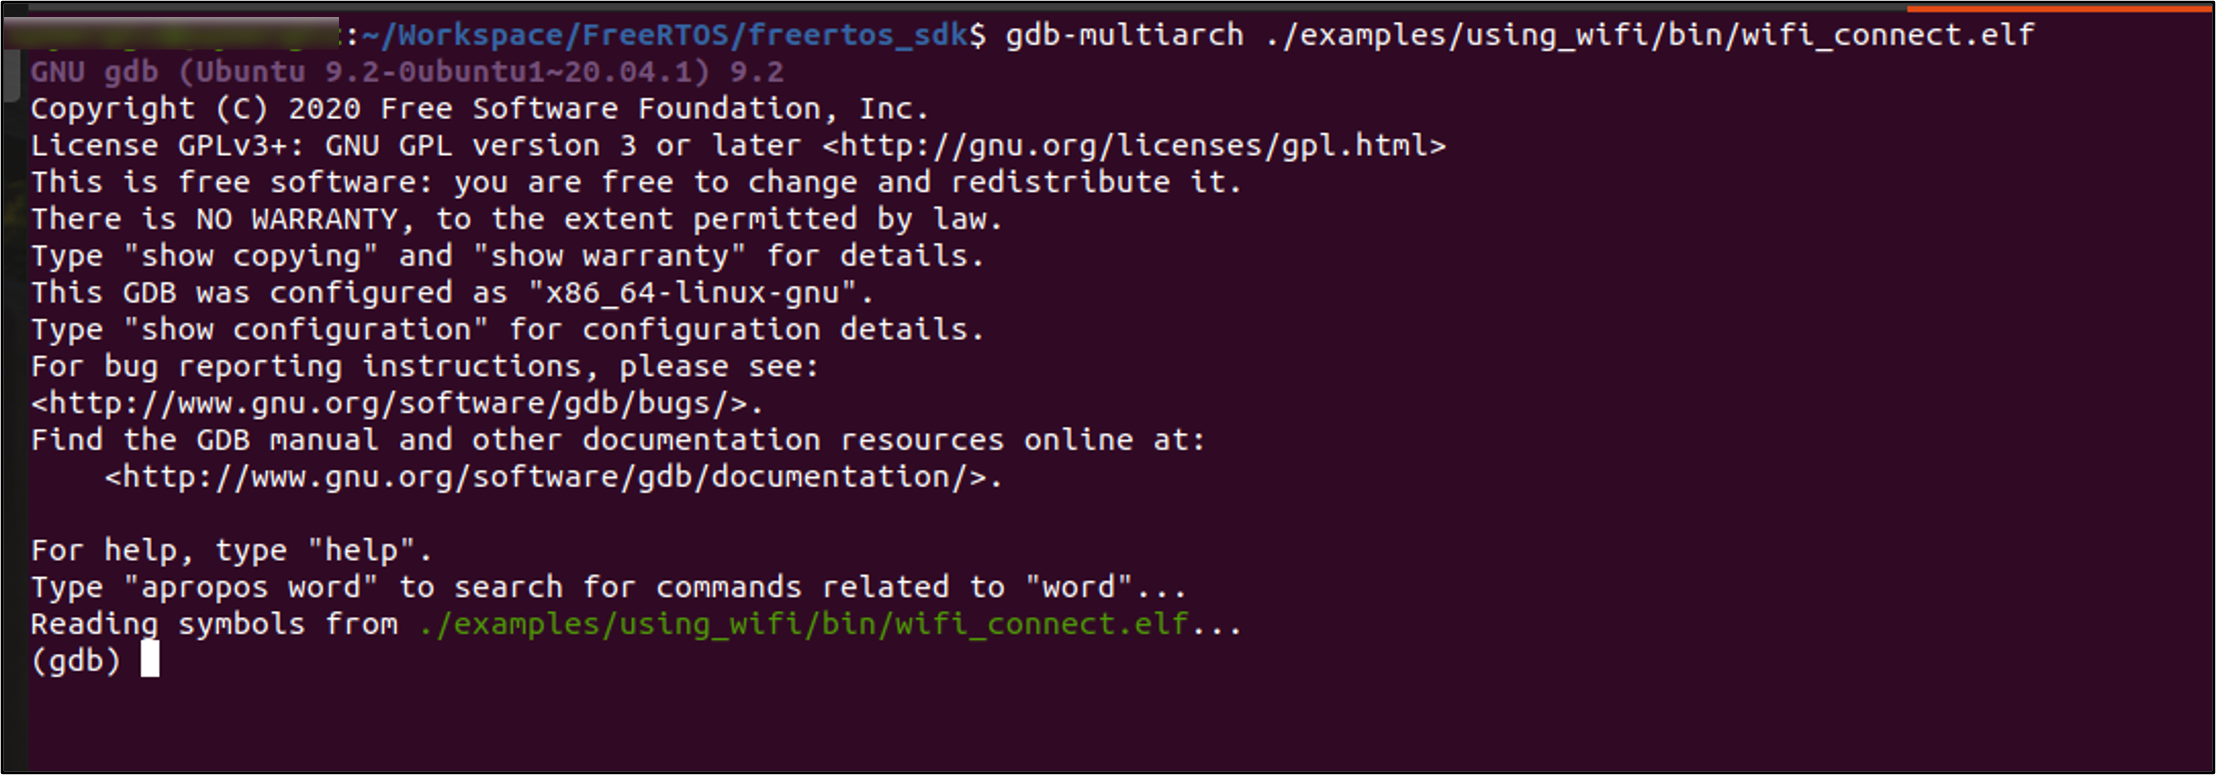 :~/Workspace/FreeRTOS/freertos_sdk$ gdb-multiarch ./examples/using_wifi/bin/wifi_connect.elf
GNU gdb (Ubuntu 9.2-0ubuntu1~20.04.1) 9.2
Copyright (C) 2020 Free Software Foundation, Inc.
License GPLv3+: GNU GPL version 3 or later <http://gnu.org/licenses/gpl.html>
This is free software: you are free to change and redistribute it.
There is NO WARRANTY, to the extent permitted by law.
Type "show copying" and "show warranty" for details.
This GDB was configured as "x86_64-linux-gnu".
Type "show configuration" for configuration details.
For bug reporting instructions, please see:
<http://www.gnu.org/software/gdb/bugs/>.
Find the GDB manual and other documentation resources online at:
    <http://www.gnu.org/software/gdb/documentation/>.

For help, type "help".
Type "apropos word" to search for commands related to "word"...
Reading symbols from ./examples/using_wifi/bin/wifi_connect.elf...
(gdb)